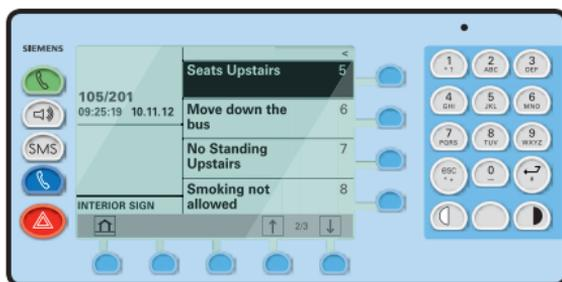 SIEMENS
<
Seats Upstairs 5
105/201
09:25:19 10.11.12
Move down the 6
bus
No Standing 7
Upstairs
Smoking not 8
allowed
INTERIOR SIGN
2/3
SMS
1
* 1
2
ABC
3
DEF
4
GHI
5
JKL
6
MNO
7
PQRS
8
TUV
9
WXYZ
esc
0
#